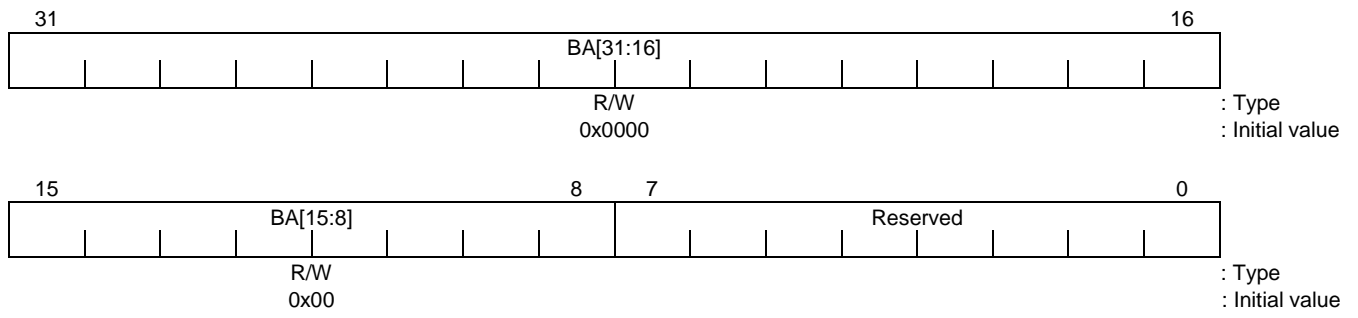 31 16
BA[31:16]
R/W : Type
0x0000 : Initial value
15 8 7 0
BA[15:8] Reserved
R/W : Type
0x00 : Initial value